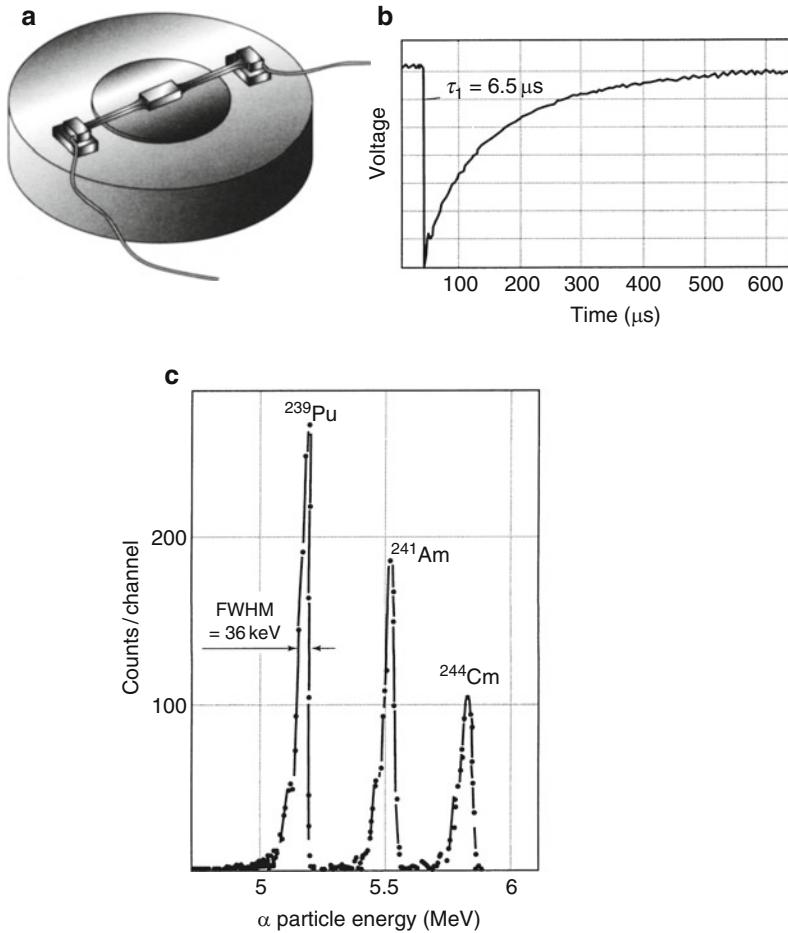 a
b
τ₁ = 6.5 μs
Voltage
100 200 300 400 500 600
Time (μs)
c
²³⁹Pu
²⁴¹Am
²⁴⁴Cm
FWHM
= 36 keV
200
100
Counts/channel
5 5.5 6
α particle energy (MeV)